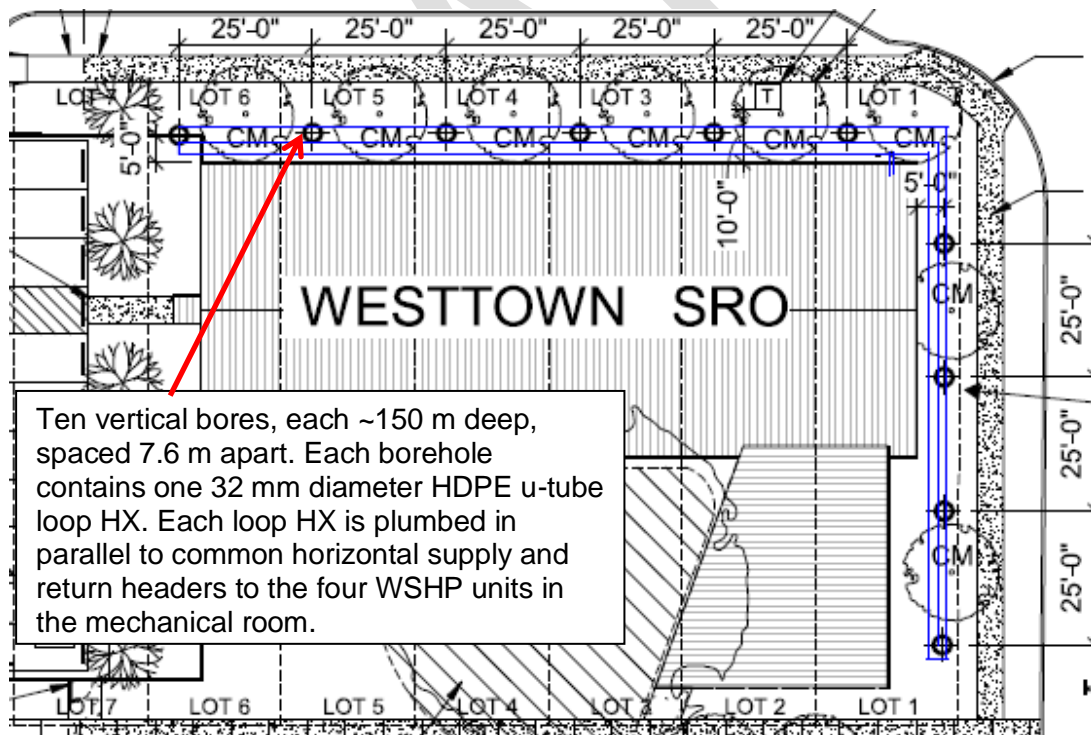 25'-0" 25'-0" 25'-0" 25'-0" 25'-0"
LOT 7 LOT 6 LOT 5 LOT 4 LOT 3 T LOT 1
CM CM CM CM CM CM
5'-0"
10'-0"
5'-0"
WESTTOWN SRO
CM
25'-0"
25'-0"
25'-0"
CM
Ten vertical bores, each ~150 m deep,
spaced 7.6 m apart. Each borehole
contains one 32 mm diameter HDPE u-tube
loop HX. Each loop HX is plumbed in
parallel to common horizontal supply and
return headers to the four WSHP units in
the mechanical room.
LOT 7 LOT 6 LOT 5 LOT 4 LOT 3 LOT 2 LOT 1